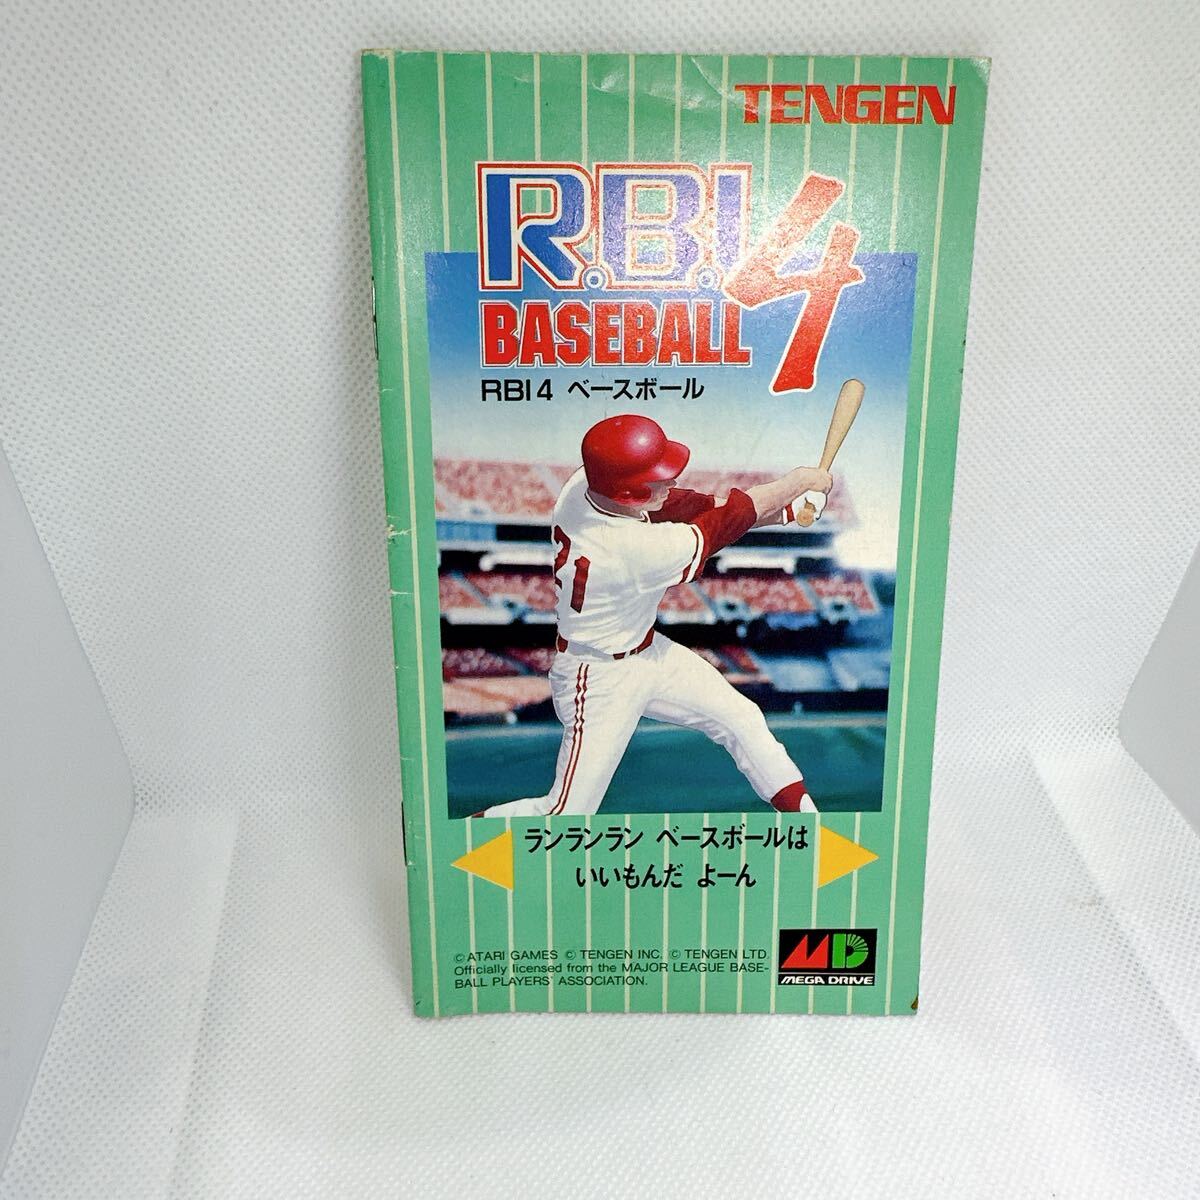 TENGEN
R.B.I. 4
BASEBALL
RBI 4 ベースボール
21
ランランラン ベースボールは
いいもんだ よーん
© ATARI GAMES © TENGEN INC. © TENGEN LTD.
Officially licensed from the MAJOR LEAGUE BASE-
BALL PLAYERS' ASSOCIATION.
MD
MEGA DRIVE